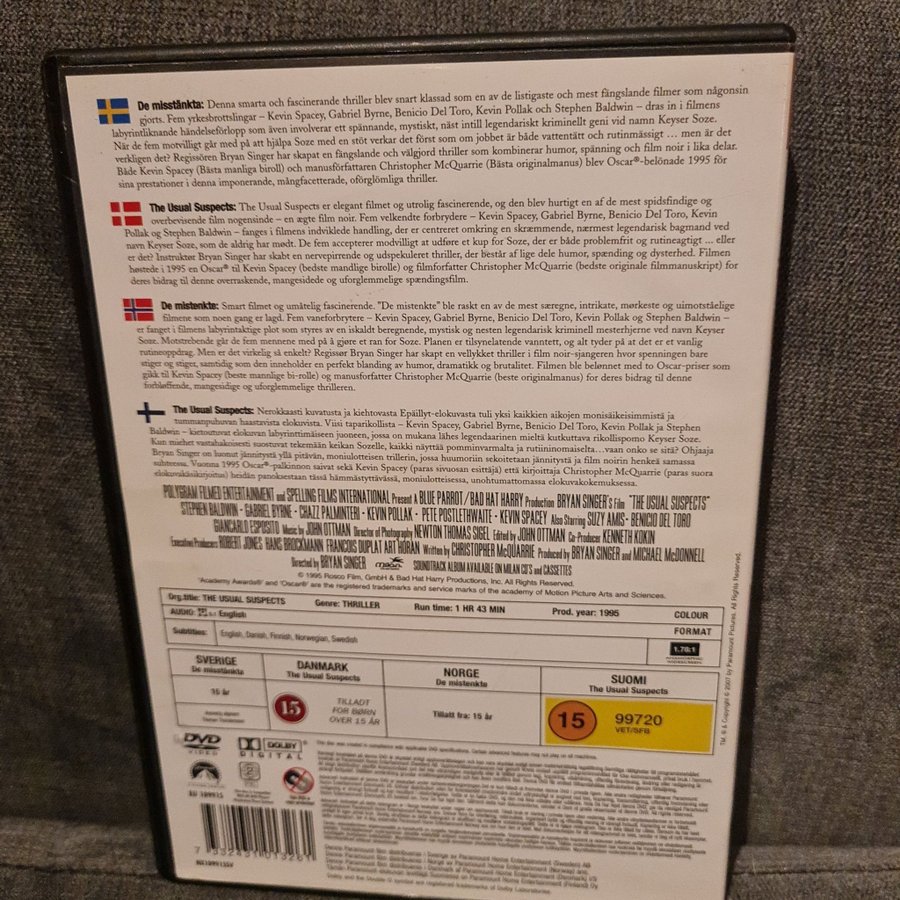 De misstänkta: Denna smarta och fascinerande thriller blev snart klassad som en av de listigaste och mest fängslande filmer som någonsin
gjorts. Fem yrkesbrottslingar – Kevin Spacey, Gabriel Byrne, Benicio Del Toro, Kevin Pollak och Stephen Baldwin – dras in i filmens
labyrintliknande händelseförlopp som även involverar ett spännande, mystiskt, näst intill legendariskt kriminellt geni vid namn Keyser Soze.
När de fem motvilligt går med på att hjälpa Soze med en stöt verkar det först som om jobbet är både vattentätt och rutinmässigt ... men är det
verkligen det? Regissören Bryan Singer har skapat en fängslande och välgjord thriller som kombinerar humor, spänning och film noir i lika delar.
Både Kevin Spacey (Bästa manliga biroll) och manusförfattaren Christopher McQuarrie (Bästa originalmanus) blev Oscar®-belönade 1995 för
sina prestationer i denna imponerande, mångfacetterade, oförglömliga thriller.
The Usual Suspects: The Usual Suspects er elegant filmet og utrolig fascinerende, og den blev hurtigt en af de mest spidsfindige og
overbevisende film nogensinde – en ægte film noir. Fem velkendte forbrydere – Kevin Spacey, Gabriel Byrne, Benicio Del Toro, Kevin
Pollak og Stephen Baldwin – fanges i filmens indviklede handling, der er centreret omkring en skræmmende, nærmest legendarisk bagmand ved
navn Keyser Soze, som de aldrig har mødt. De fem accepterer modvilligt at udføre et kup for Soze, der er både problemfrit og rutineagtigt ... eller
er det? Instruktør Bryan Singer har skabt en nervepirrende og udspekuleret thriller, der består af lige dele humor, spænding og dysterhed. Filmen
høstede i 1995 en Oscar® til Kevin Spacey (bedste mandlige birolle) og filmforfatter Christopher McQuarrie (bedste originale filmmanuskript) for
deres bidrag til denne overraskende, mangesidede og uforglemmelige spændingsfilm.
De mistenkte: Smart filmet og umåtelig fascinerende. "De mistenkte" ble raskt en av de mest særegne, intrikate, mørkeste og uimotståelige
filmene som noen gang er lagd. Fem vaneforbrytere – Kevin Spacey, Gabriel Byrne, Benicio Del Toro, Kevin Pollak og Stephen Baldwin –
er fanget i filmens labyrintaktige plot som styres av en iskaldt beregnende, mystisk og nesten legendarisk kriminell mesterhjerne ved navn Keyser
Soze. Motstrebende går de fem mennene med på å gjøre et ran for Soze. Planen er tilsynelatende vanntett, og alt tyder på at det er et vanlig
rutineoppdrag. Men er det virkelig så enkelt? Regissør Bryan Singer har skapt en vellykket thriller i film noir-sjangeren hvor spenningen bare
stiger og stiger, samtidig som den inneholder en perfekt blanding av humor, dramatikk og brutalitet. Filmen ble belønnet med to Oscar-priser som
gikk til Kevin Spacey (beste mannlige bi-rolle) og manusforfatter Christopher McQuarrie (beste originalmanus) for deres bidrag til denne
forbløffende, mangesidige og uforglemmelige thrilleren.
The Usual Suspects: Nerokkaasti kuvatusta ja kiehtovasta Epäillyt-elokuvasta tuli yksi kaikkien aikojen monisäikeisimmistä ja
tummanpuhuvan haastavista elokuvista. Viisi taparikollista – Kevin Spacey, Gabriel Byrne, Benicio Del Toro, Kevin Pollak ja Stephen
Baldwin – kietoutuvat elokuvan labyrinttimäiseen juoneen, jossa on mukana lähes legendaarinen mieltä kutkuttava rikollispomo Keyser Soze.
Kun miehet vastahakoisesti suostuvat tekemään keikan Sozelle, kaikki näyttää pomminvarmalta ja rutiininomaiselta...vaan onko se sitä? Ohjaaja
Bryan Singer on luonut jännitystä yllä pitävän, moniulotteisen trillerin, jossa huumoriin sekoitetaan jännitystä ja film noirin henkeä samassa
suhteessa. Vuonna 1995 Oscar®-palkinnon saivat sekä Kevin Spacey (paras sivuosan esittäjä) että kirjoittaja Christopher McQuarrie (paras suora
elokuvakäsikirjoitus) heidän panoksestaan tässä hämmästyttävässä, moniulotteisessa, unohtumattomassa elokuvakokemuksessa.
POLYGRAM FILMED ENTERTAINMENT and SPELLING FILMS INTERNATIONAL Present A BLUE PARROT/BAD HAT HARRY Production BRYAN SINGER'S Film "THE USUAL SUSPECTS"
STEPHEN BALDWIN · GABRIEL BYRNE · CHAZZ PALMINTERI · KEVIN POLLAK · PETE POSTLETHWAITE · KEVIN SPACEY Also Starring SUZY AMIS · BENICIO DEL TORO
GIANCARLO ESPOSITO Music by JOHN OTTMAN Director of Photography NEWTON THOMAS SIGEL Edited by JOHN OTTMAN Co-Producer KENNETH KOKIN
Executive Producers ROBERT JONES HANS BROCKMANN FRANCOIS DUPLAT ART HORAN Written by CHRISTOPHER McQUARRIE Produced by BRYAN SINGER and MICHAEL McDONNELL
Directed by BRYAN SINGER milan SOUNDTRACK ALBUM AVAILABLE ON MILAN CD'S and CASSETTES
© 1995 Rosco Film, GmbH & Bad Hat Harry Productions, Inc. All Rights Reserved.
"Academy Awards® and "Oscar®" are the registered trademarks and service marks of the academy of Motion Picture Arts and Sciences.
Org.title: THE USUAL SUSPECTS Genre: THRILLER Run time: 1 HR 43 MIN Prod. year: 1995 COLOUR
AUDIO: 5.1 English FORMAT
Subtitles: English, Danish, Finnish, Norwegian, Swedish 1.78:1
ANAMORPHIC
WIDESCREEN
SVERIGE DANMARK NORGE SUOMI
De misstänkta The Usual Suspects De mistenkte The Usual Suspects
15 år 15 TILLADT
FOR BØRN
OVER 15 ÅR Tillatt fra: 15 år 15 99720
VET/SFB
TM, ® & Copyright © 2007 by Paramount Pictures. All Rights Reserved.
DVD
VIDEO
DOLBY
DIGITAL